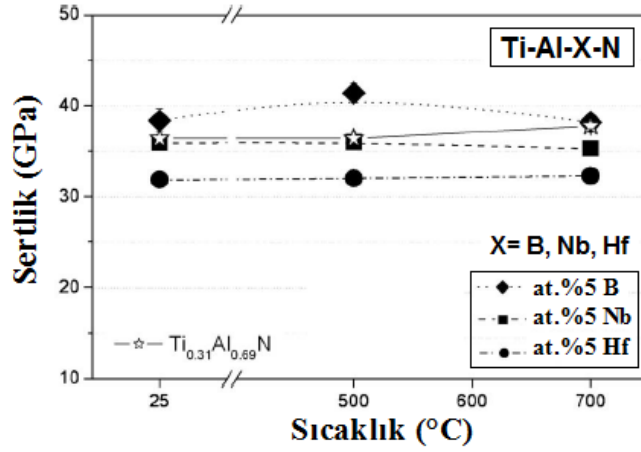 Ti-Al-X-N
Sertlik (GPa)
50
40
30
20
10
X= B, Nb, Hf
at.%5 B
at.%5 Nb
at.%5 Hf
Ti0.31Al0.69N
25
500
600
700
Sıcaklık (°C)